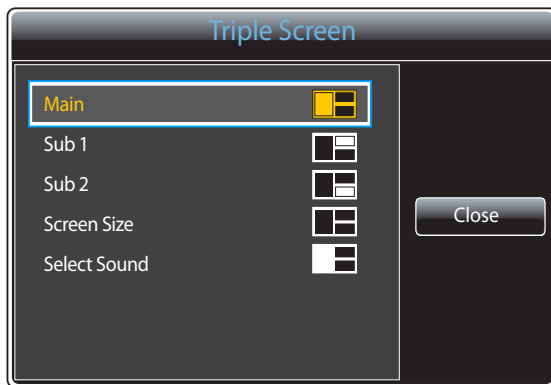 Triple Screen
Main
Sub 1
Sub 2
Screen Size
Select Sound
Close